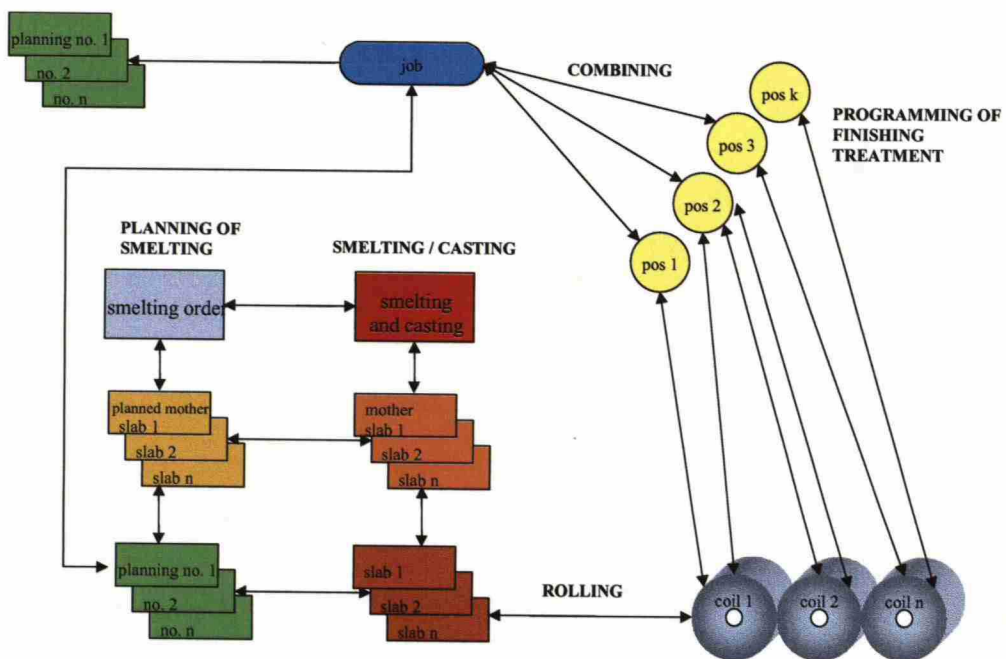 planning no. 1
no. 2
no. n
job
COMBINING
pos k
PROGRAMMING OF
FINISHING
TREATMENT
pos 3
pos 2
pos 1
PLANNING OF
SMELTING
SMELTING / CASTING
smelting order
smelting
and casting
planned mother
slab 1
slab 2
slab n
mother
slab 1
slab 2
slab n
planning no. 1
no. 2
no. n
slab 1
slab 2
slab n
ROLLING
coil 1
coil 2
coil n